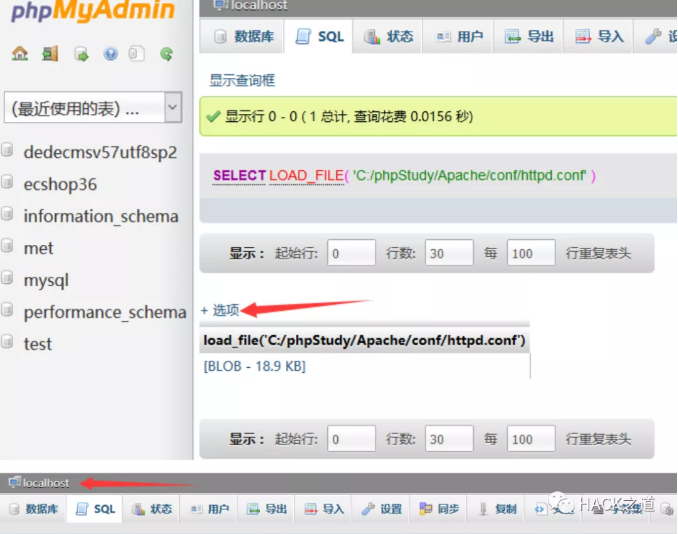 phpMyAdmin
localhost
数据库 SQL 状态 用户 导出 导入
(最近使用的表) ...
dedecmsv57utf8sp2
ecshop36
information_schema
met
mysql
performance_schema
test
显示查询框
显示行 0 - 0 ( 1 总计, 查询花费 0.0156 秒)
SELECT LOAD_FILE( 'C:/phpStudy/Apache/conf/httpd.conf' )
显示： 起始行: 0 行数: 30 每 100 行重复表头
+ 选项
load_file('C:/phpStudy/Apache/conf/httpd.conf')
[BLOB - 18.9 KB]
显示： 起始行: 0 行数: 30 每 100 行重复表头
localhost
数据库 SQL 状态 用户 导出 导入 设置 同步 复制
HACK之道